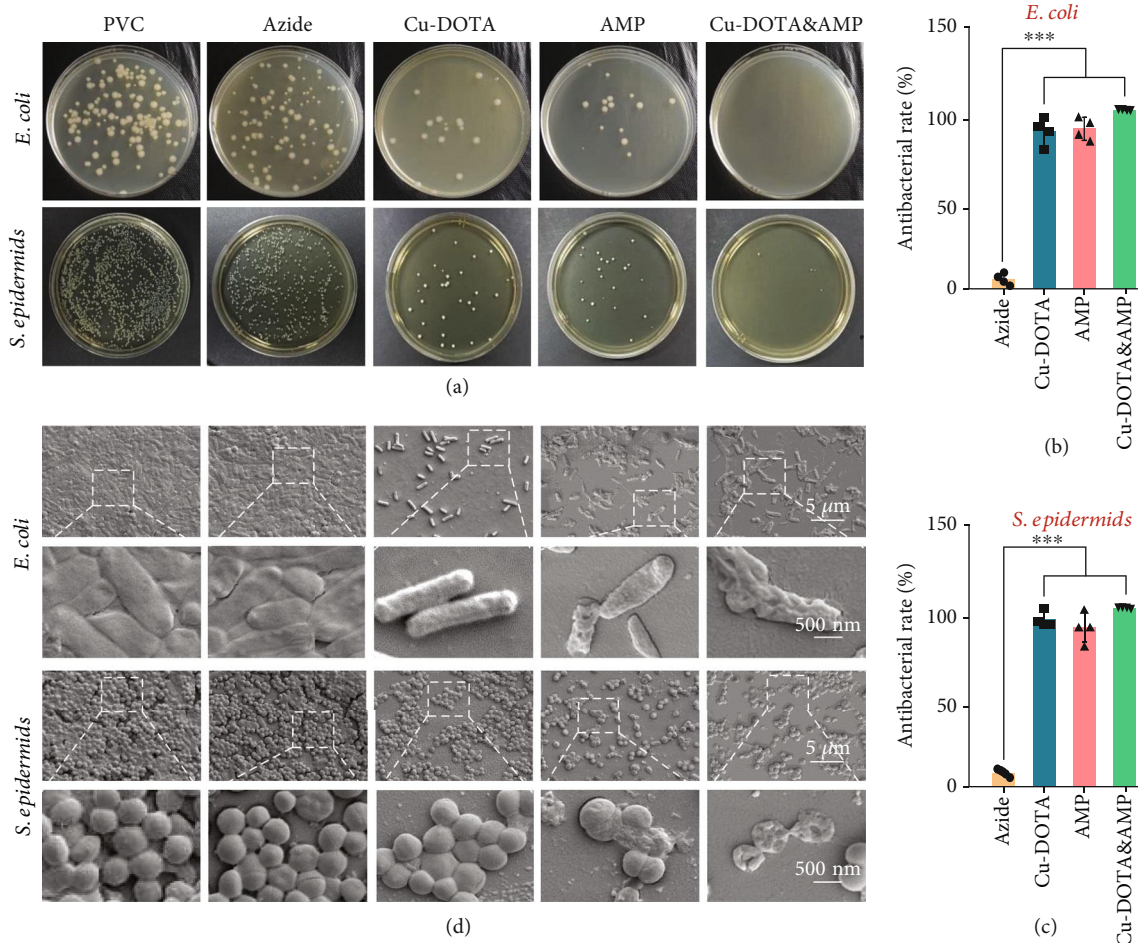 PVC Azide Cu-DOTA AMP Cu-DOTA&AMP
E. coli
S. epidermids
(a)
E. coli
***
Antibacterial rate (%)
150
100
50
0
Azide
Cu-DOTA
AMP
Cu-DOTA&AMP
(b)
E. coli
5 μm
500 nm
S. epidermids
5 μm
500 nm
(d)
S. epidermids
***
Antibacterial rate (%)
150
100
50
0
Azide
Cu-DOTA
AMP
Cu-DOTA&AMP
(c)